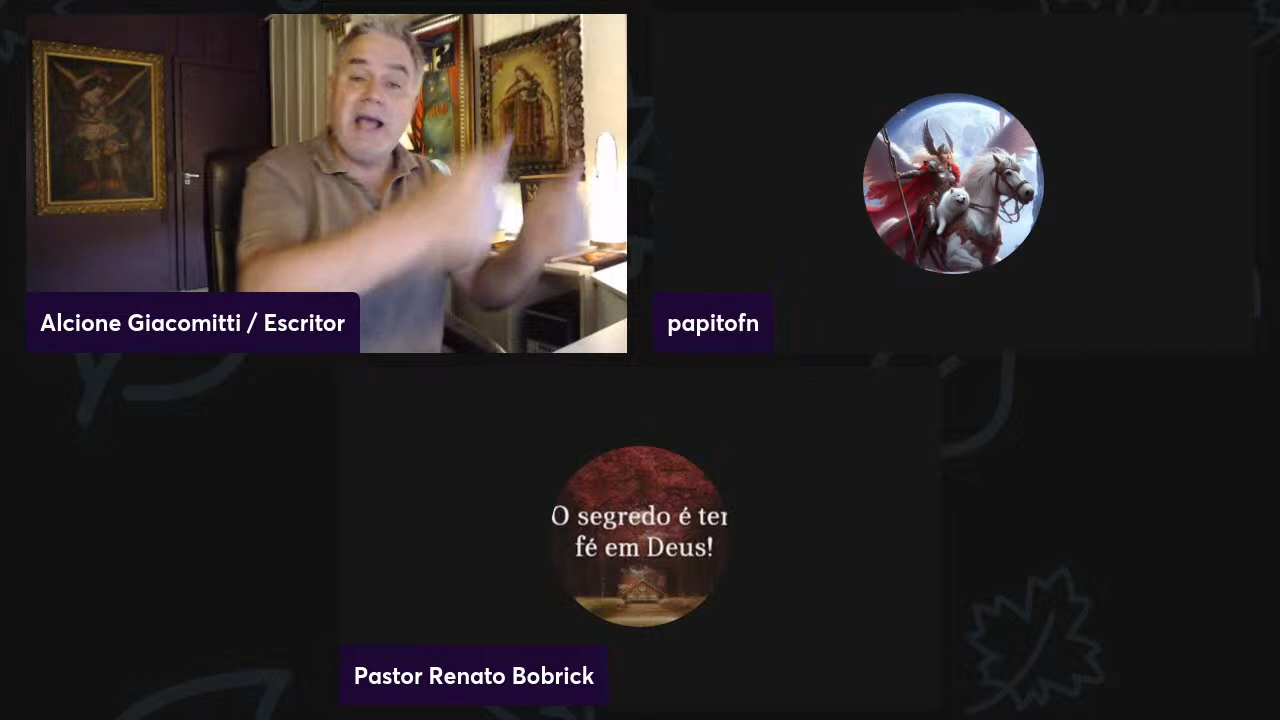 Alcione Giacomitti / Escritor
papitofn
O segredo é ter
fé em Deus!
Pastor Renato Bobrick